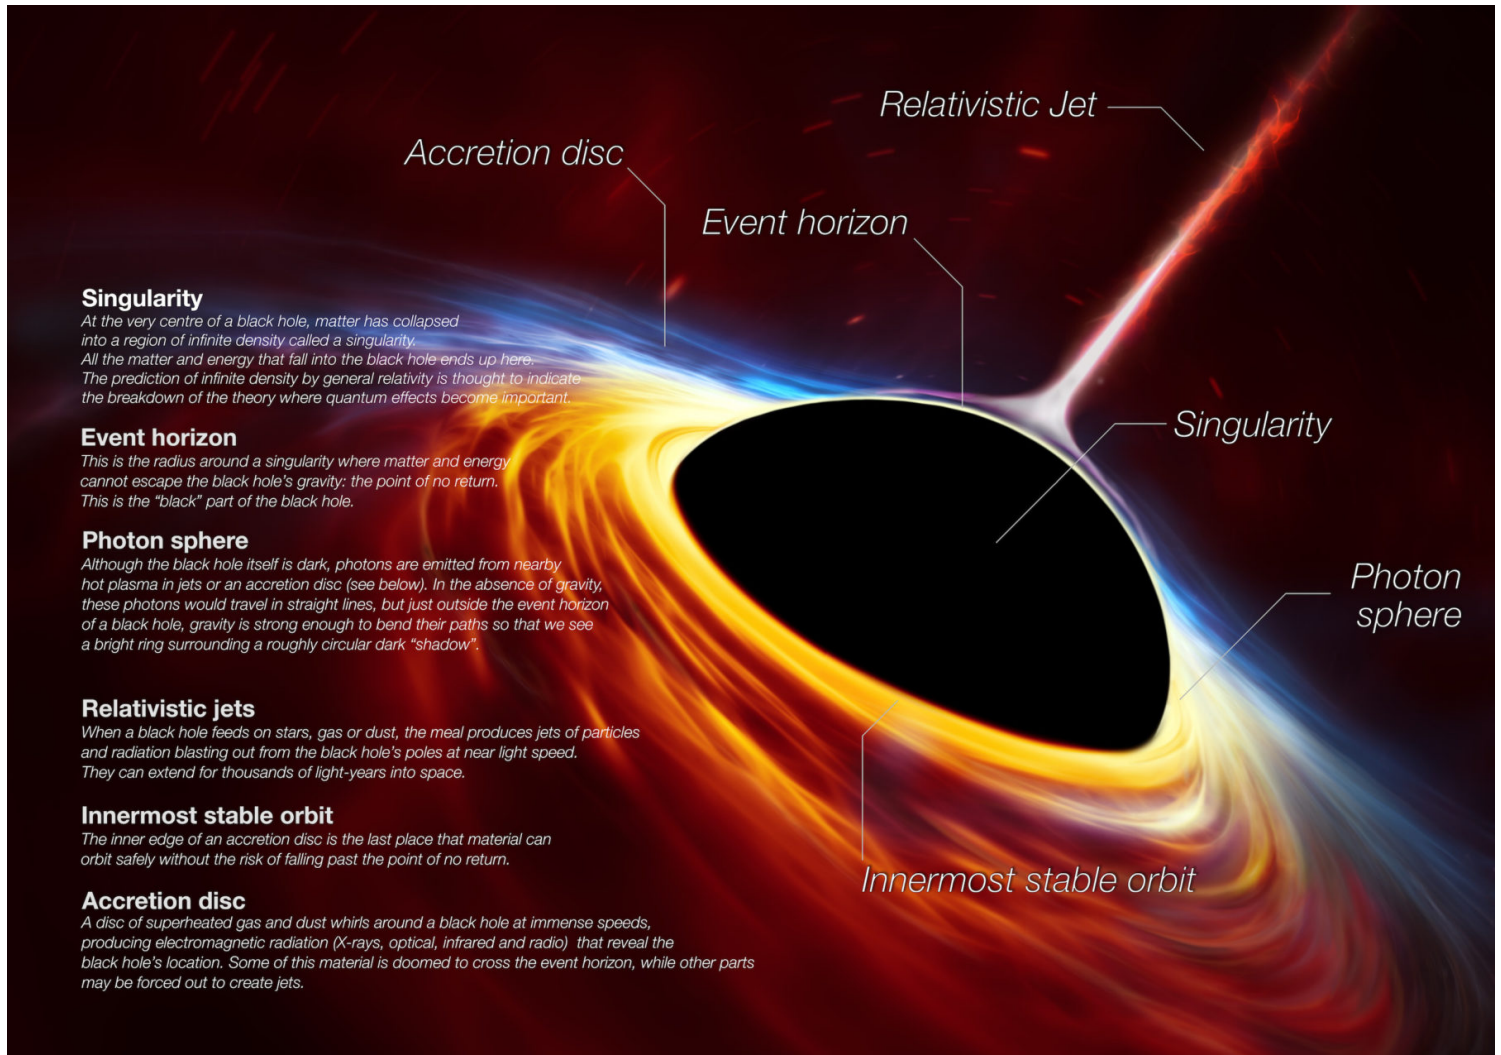 Relativistic Jet
Accretion disc
Event horizon
Singularity
At the very centre of a black hole, matter has collapsed
into a region of infinite density called a singularity.
All the matter and energy that fall into the black hole ends up here.
The prediction of infinite density by general relativity is thought to indicate
the breakdown of the theory where quantum effects become important.
Event horizon
This is the radius around a singularity where matter and energy
cannot escape the black hole's gravity: the point of no return.
This is the “black” part of the black hole.
Photon sphere
Although the black hole itself is dark, photons are emitted from nearby
hot plasma in jets or an accretion disc (see below). In the absence of gravity,
these photons would travel in straight lines, but just outside the event horizon
of a black hole, gravity is strong enough to bend their paths so that we see
a bright ring surrounding a roughly circular dark “shadow”.
Relativistic jets
When a black hole feeds on stars, gas or dust, the meal produces jets of particles
and radiation blasting out from the black hole's poles at near light speed.
They can extend for thousands of light-years into space.
Innermost stable orbit
The inner edge of an accretion disc is the last place that material can
orbit safely without the risk of falling past the point of no return.
Accretion disc
A disc of superheated gas and dust whirls around a black hole at immense speeds,
producing electromagnetic radiation (X-rays, optical, infrared and radio) that reveal the
black hole's location. Some of this material is doomed to cross the event horizon, while other parts
may be forced out to create jets.
Singularity
Photon
sphere
Innermost stable orbit